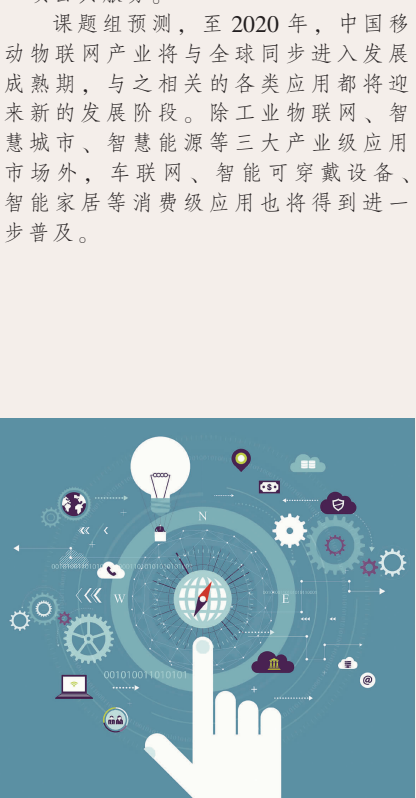 课题组预测，至 2020 年，中国移
动物联网产业将与全球同步进入发展
成熟期，与之相关的各类应用都将迎
来新的发展阶段。除工业物联网、智
慧城市、智慧能源等三大产业级应用
市场外，车联网、智能可穿戴设备、
智能家居等消费级应用也将得到进一
步普及。
N
W
E
$
@
001010011010101